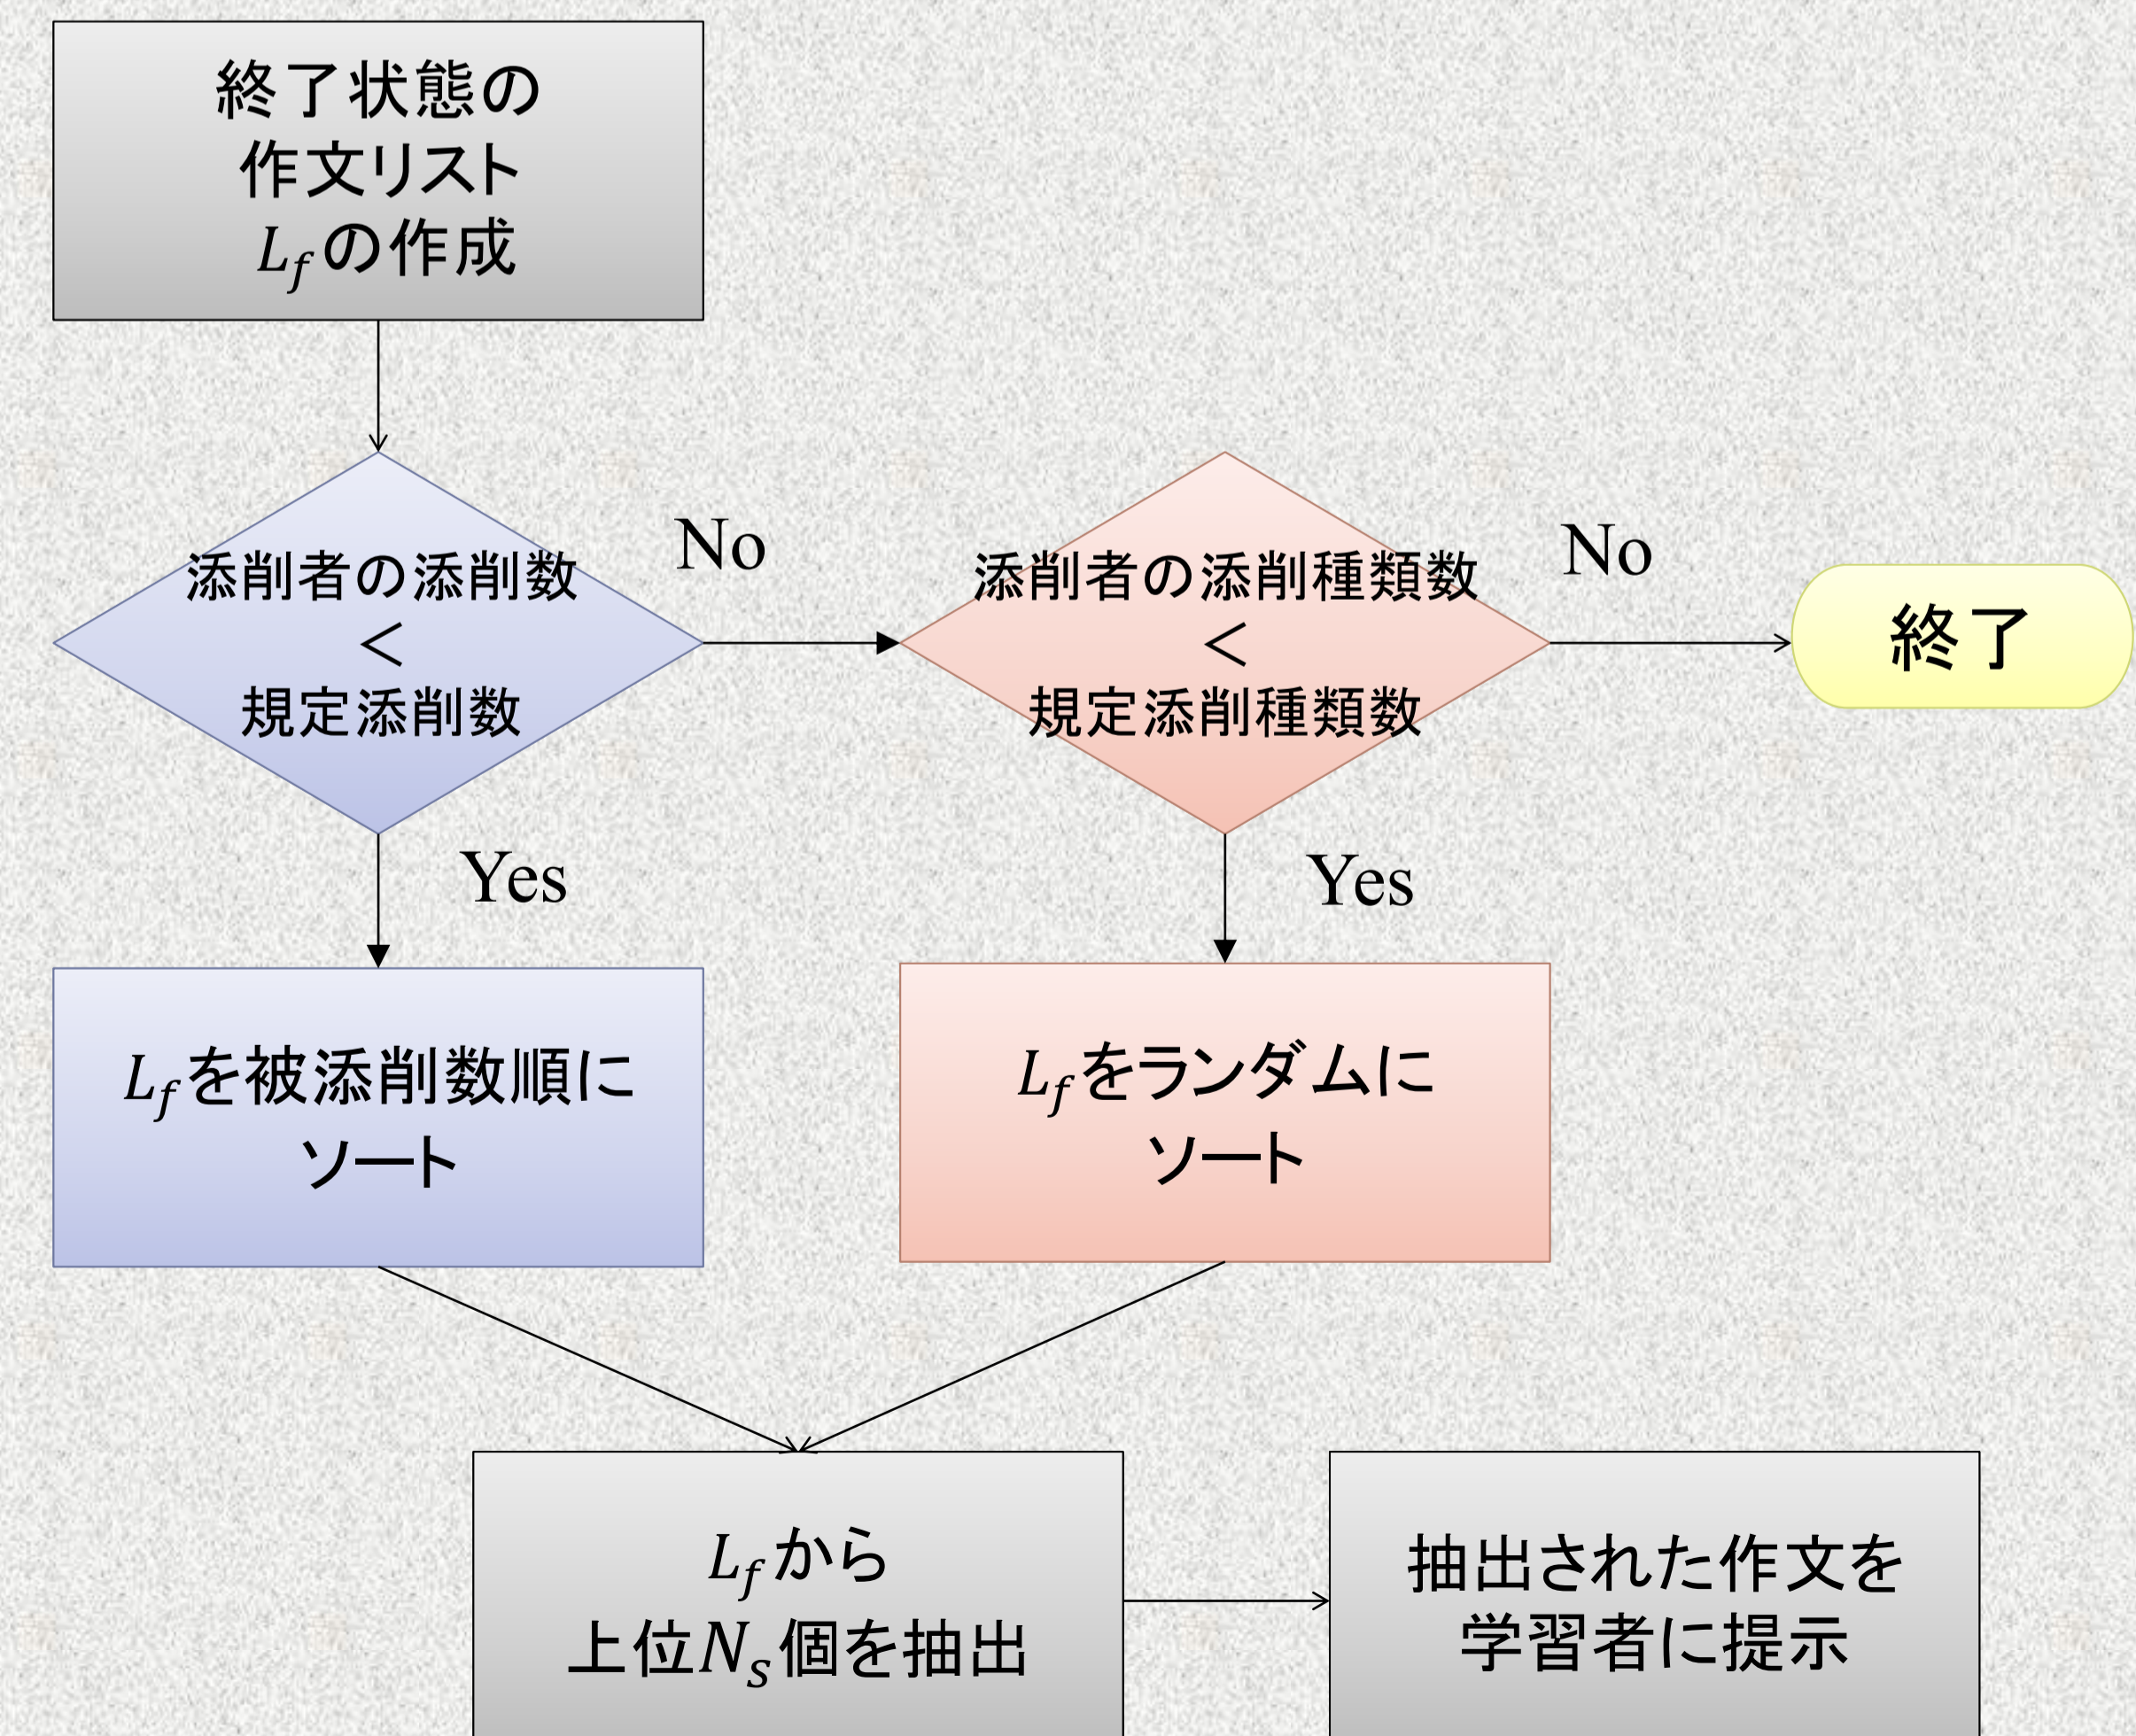 終了状態の
作文リスト
L_fの作成
添削者の添削数
＜
規定添削数
No
添削者の添削種類数
＜
規定添削種類数
No
終了
Yes
Yes
L_fを被添削数順に
ソート
L_fをランダムに
ソート
L_fから
上位N_s個を抽出
抽出された作文を
学習者に提示